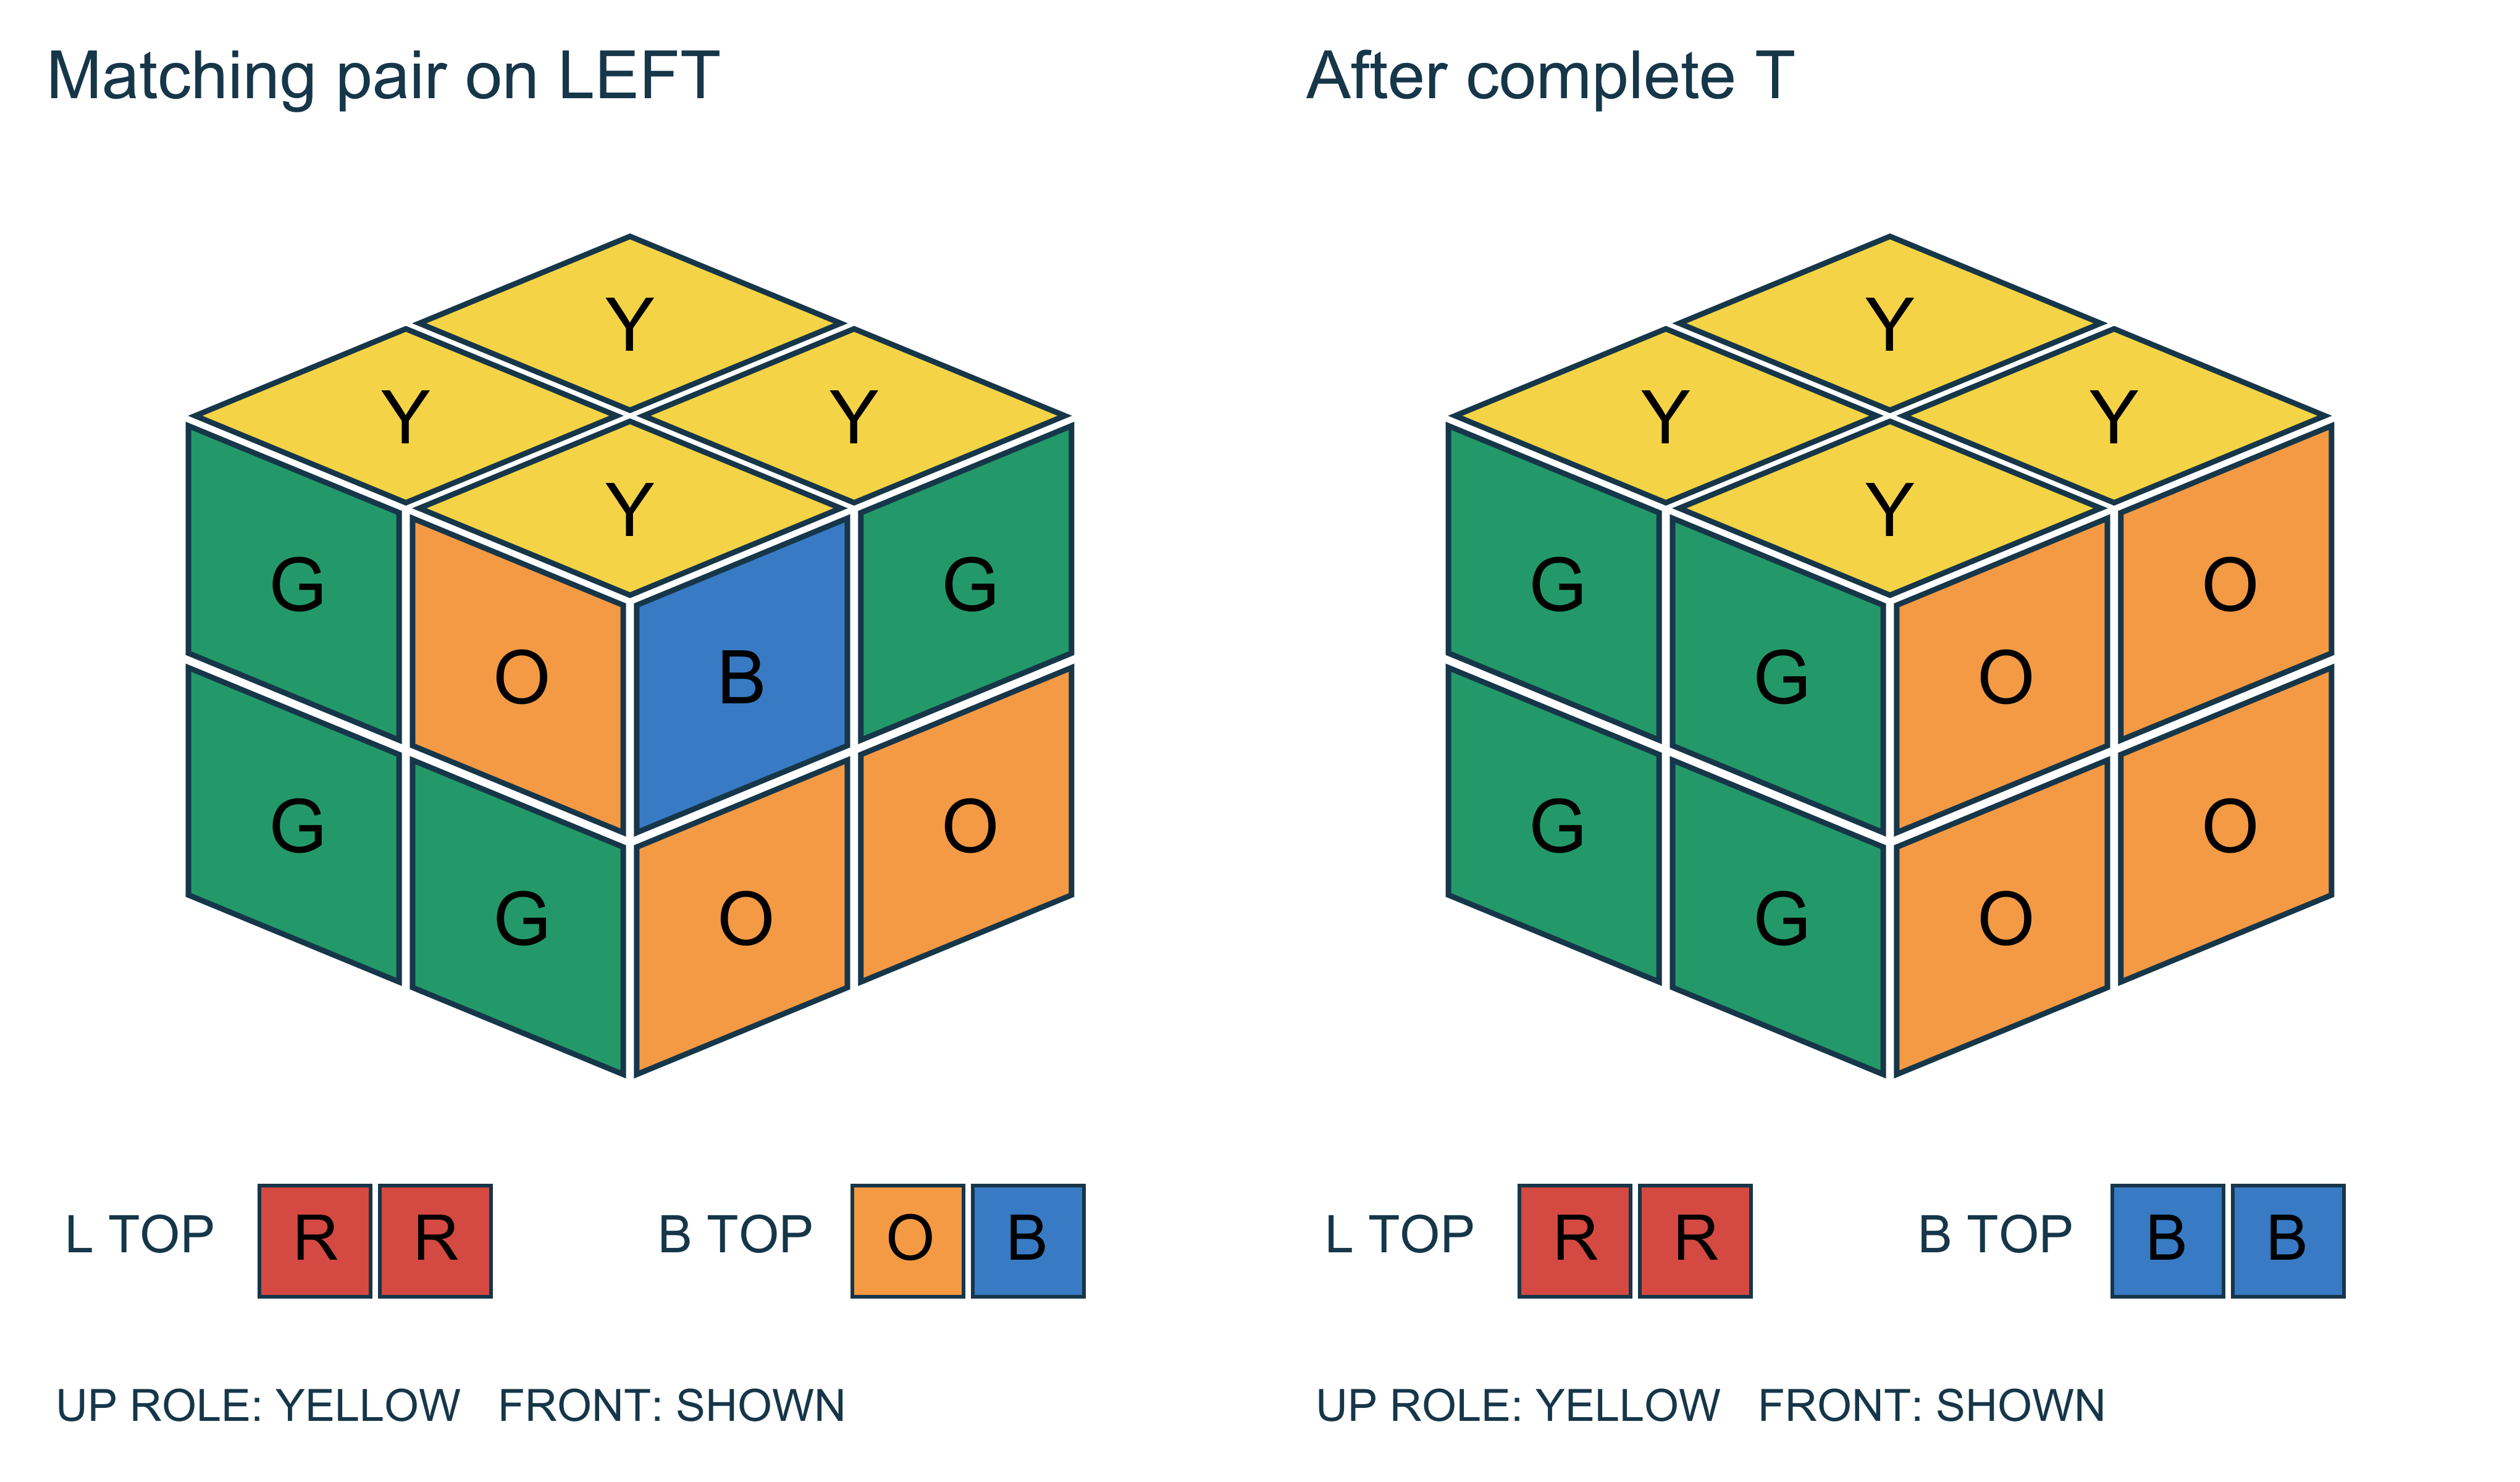 Matching pair on LEFT
Y
Y Y
Y
G G
O B
G O
G O
L TOP R R B TOP O B
UP ROLE: YELLOW FRONT: SHOWN
After complete T
Y
Y Y
Y
G O
G O
G O
G O
L TOP R R B TOP B B
UP ROLE: YELLOW FRONT: SHOWN